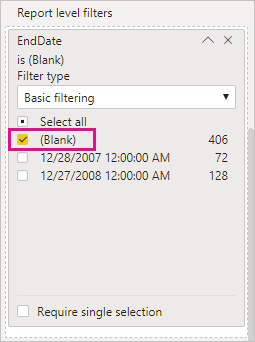 Report level filters
EndDate
is (Blank)
Filter type
Basic filtering
Select all
(Blank) 406
12/28/2007 12:00:00 AM 72
12/27/2008 12:00:00 AM 128
Require single selection